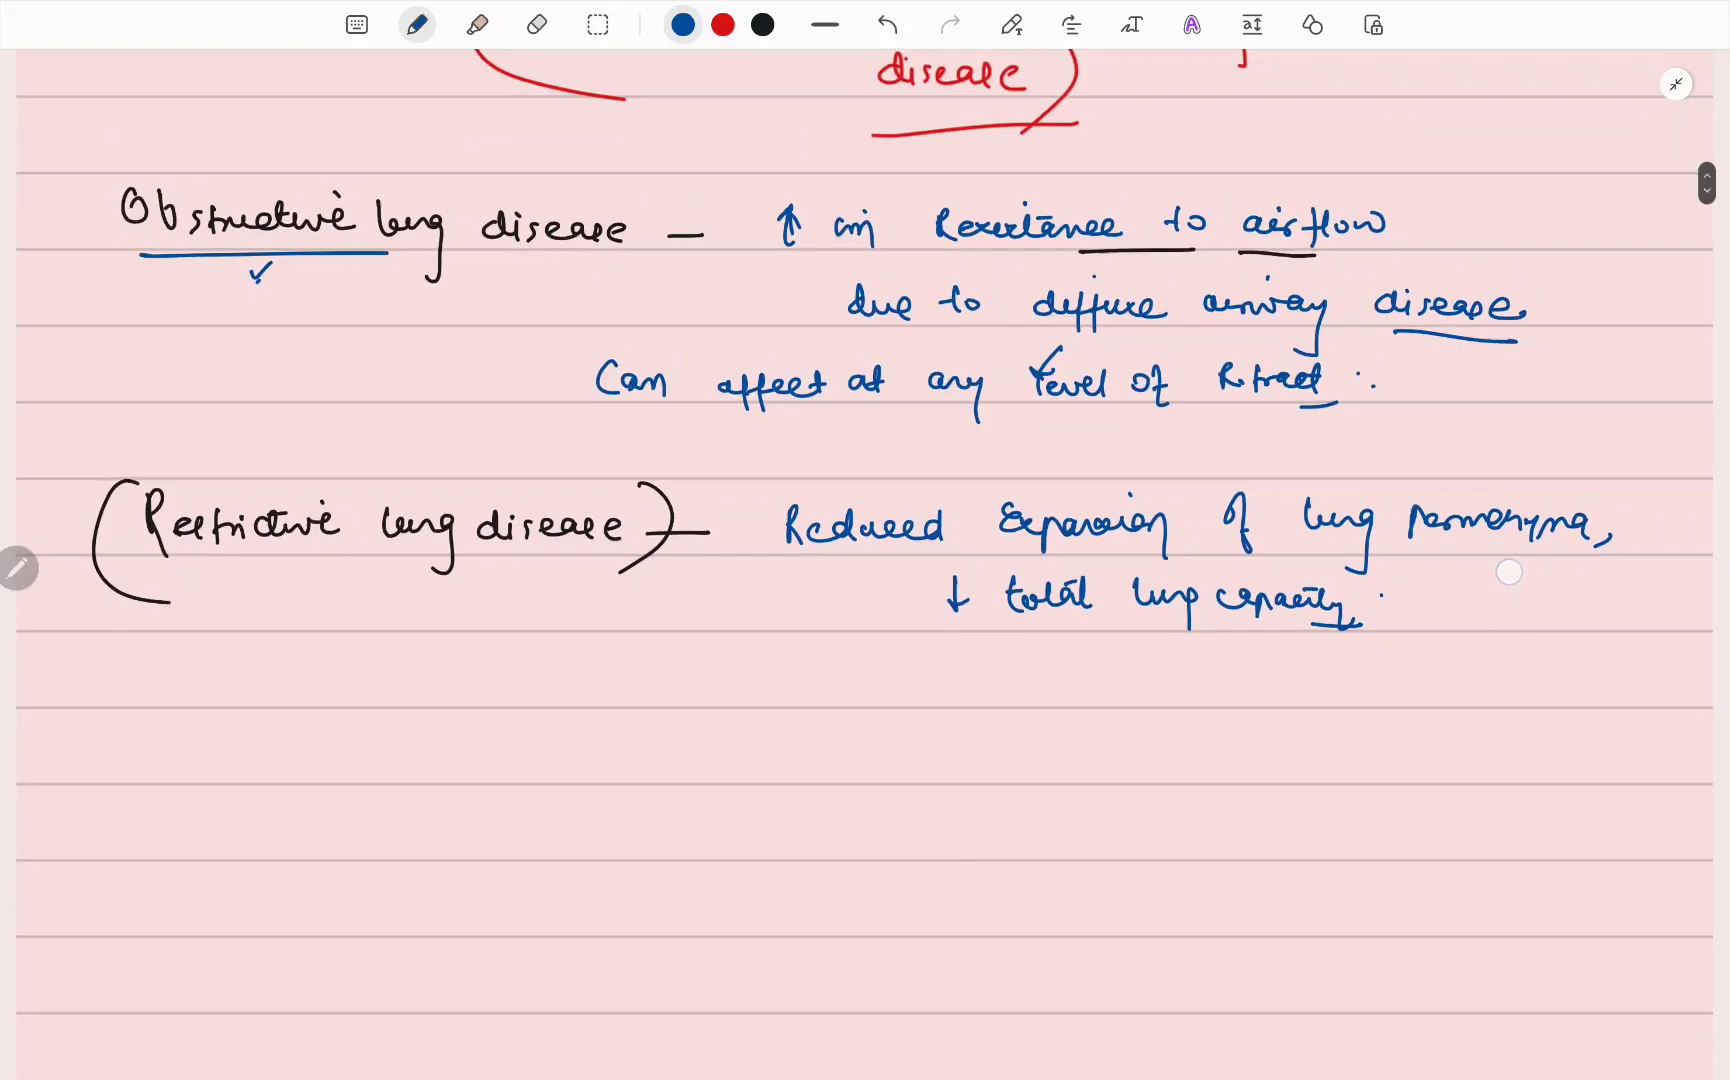 disease
Obstructive lung disease — ↑ in Resistance to airflow
due to diffuse airway disease.
Can affect at any level of R.tract.
(Restrictive lung disease) — Reduced Expansion of lung parenchyma,
↓ total lung capacity.